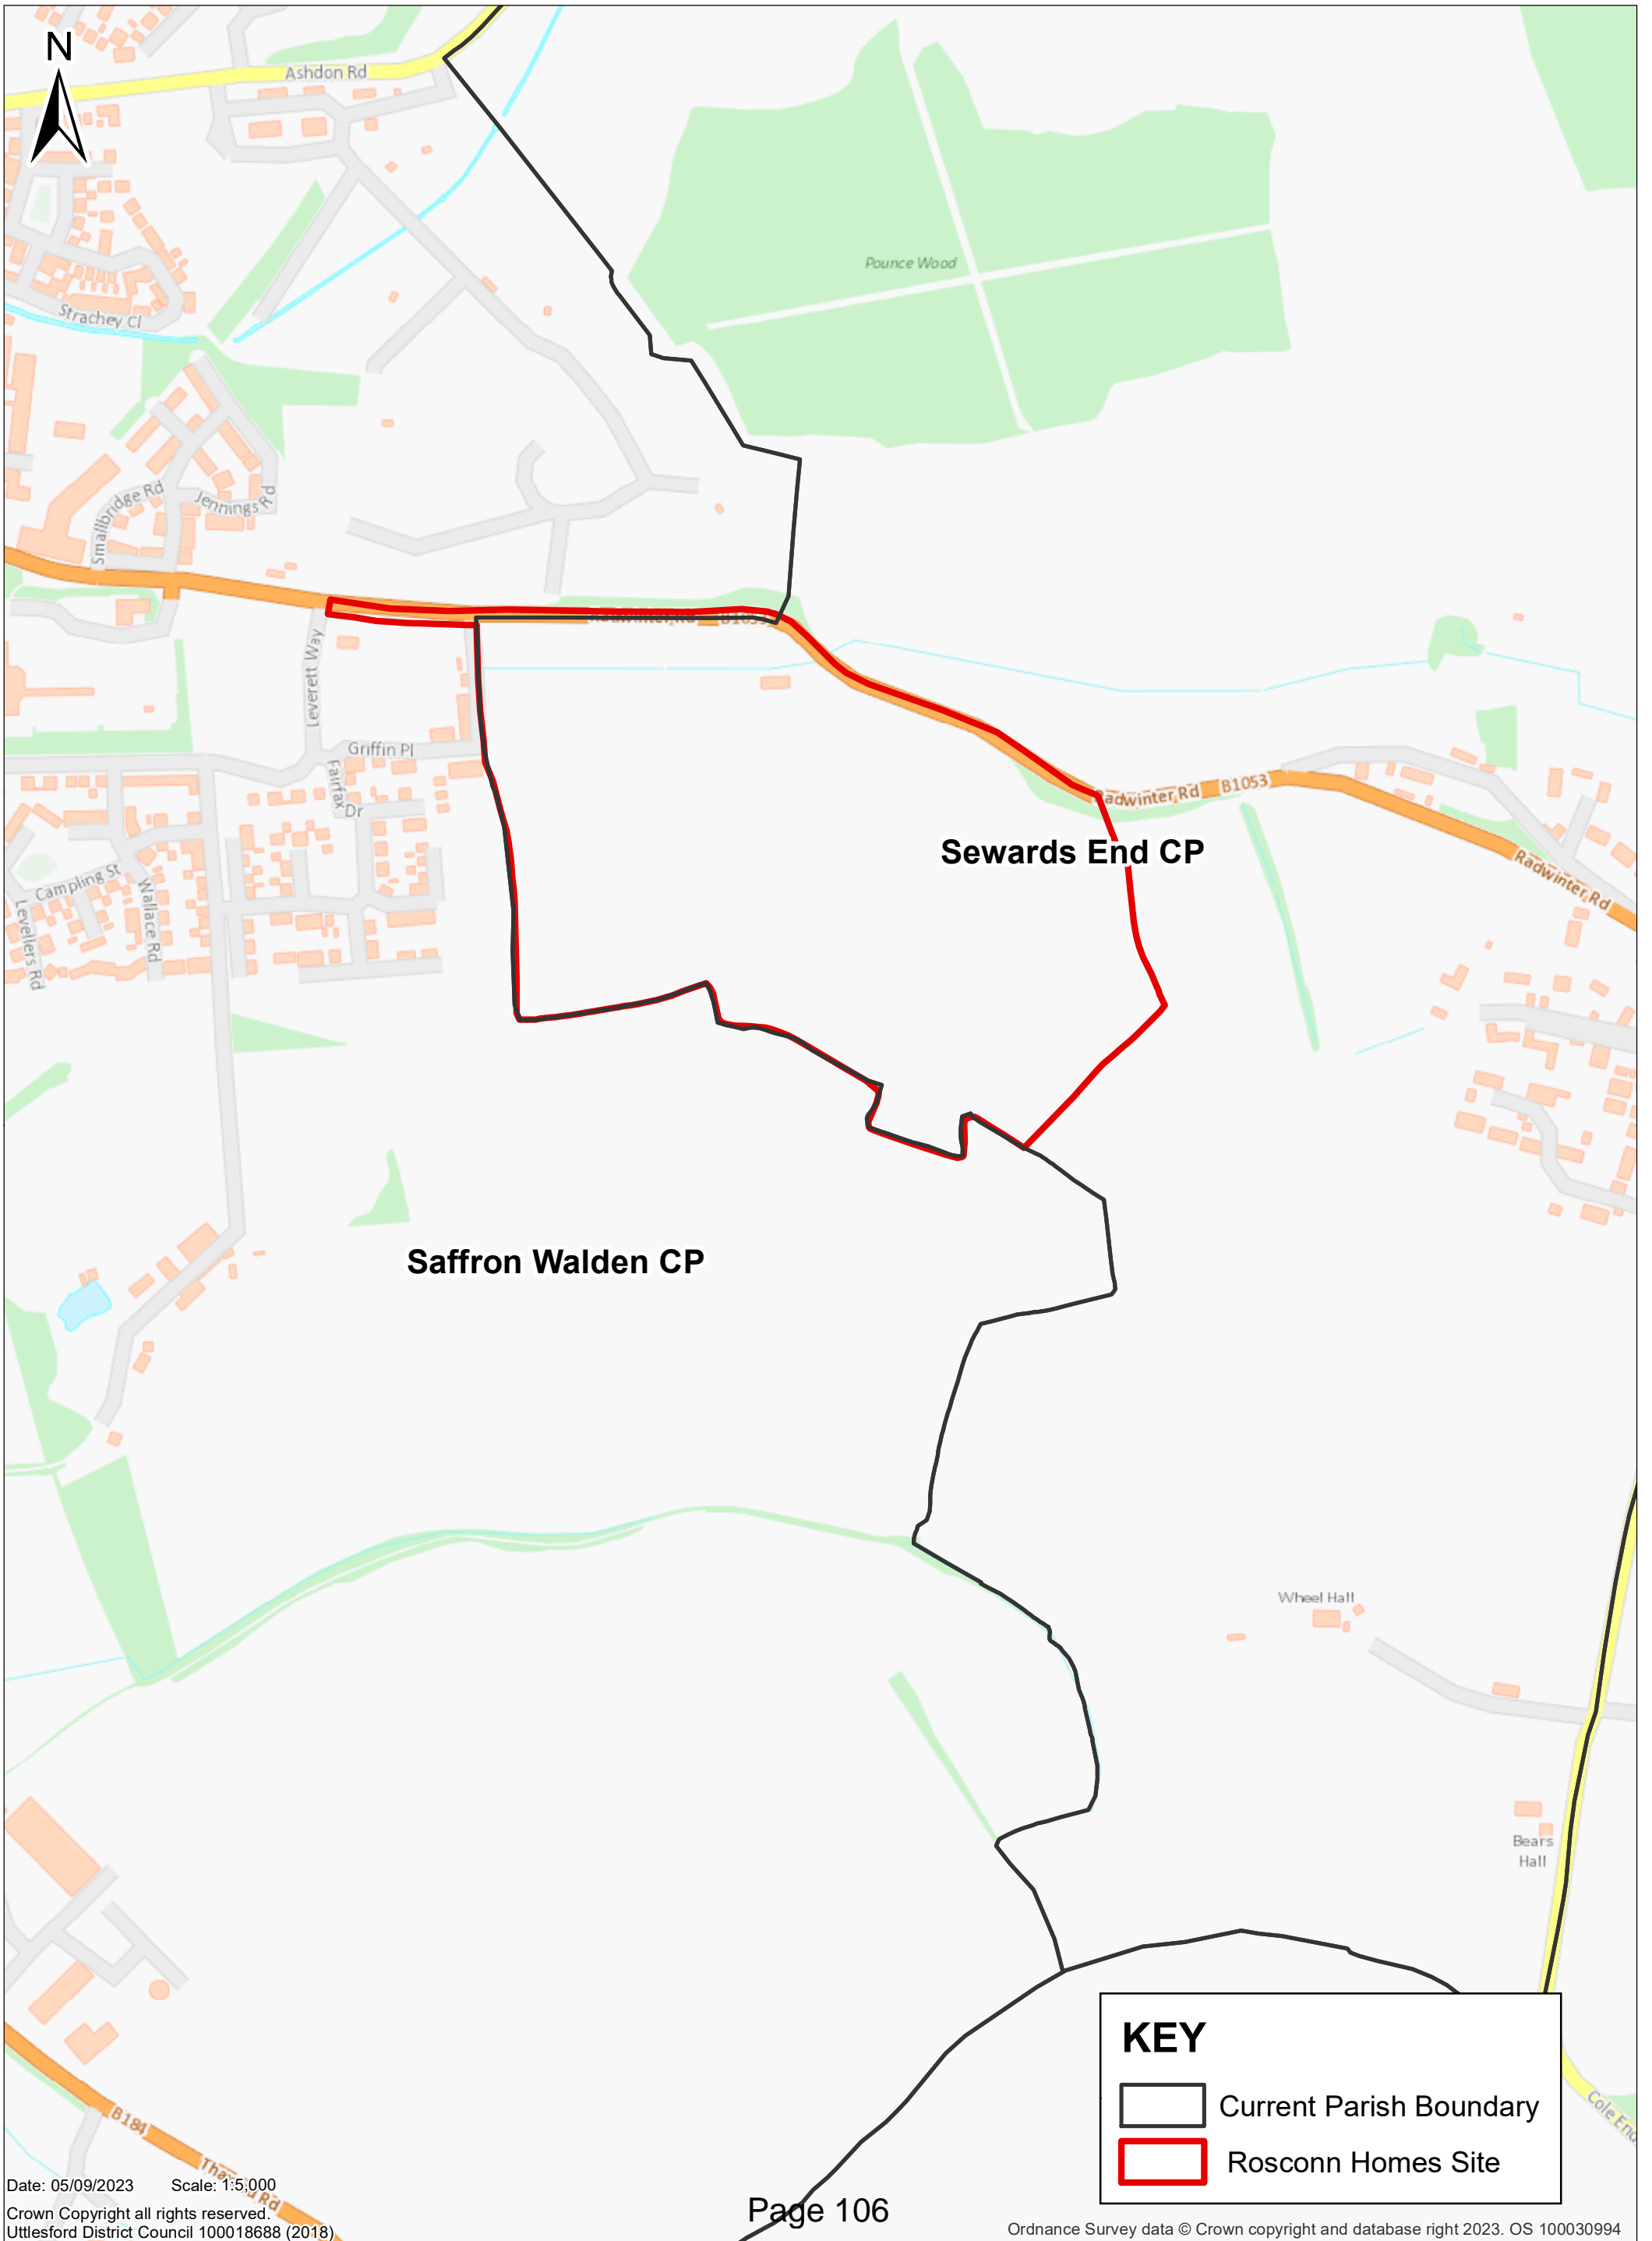 N
Ashdon Rd
Pounce Wood
Strachey Cl
Smallbridge Rd
Jennings Rd
Radwinter Rd B1053
Leverett Way
Griffin Pl
Fairfax Dr
Radwinter Rd B1053
Sewards End CP
Radwinter Rd
Campling St
Wallace Rd
Levellers Rd
Saffron Walden CP
Wheel Hall
Bears
Hall
KEY
Current Parish Boundary
Rosconn Homes Site
Cole End
B184
Date: 05/09/2023 Scale: 1:5,000
Crown Copyright all rights reserved.
Uttlesford District Council 100018688 (2018)
Page 106
Ordnance Survey data © Crown copyright and database right 2023. OS 100030994